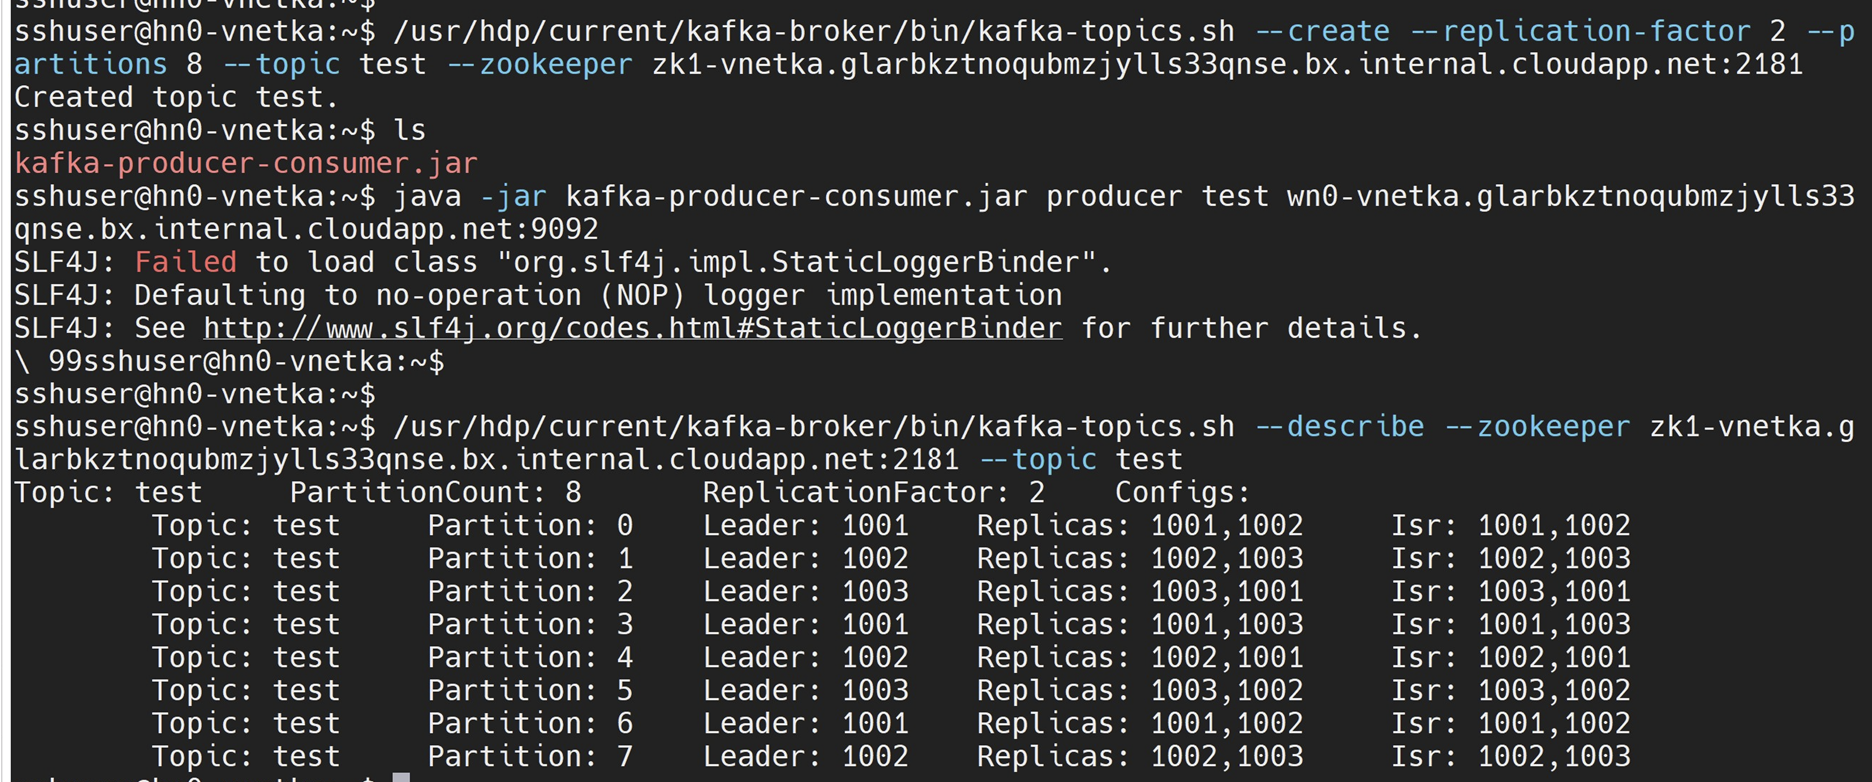 sshuser@hn0-vnetka:~$
sshuser@hn0-vnetka:~$ /usr/hdp/current/kafka-broker/bin/kafka-topics.sh --create --replication-factor 2 --p
artitions 8 --topic test --zookeeper zk1-vnetka.glarbkztnoqubmzjylls33qnse.bx.internal.cloudapp.net:2181
Created topic test.
sshuser@hn0-vnetka:~$ ls
kafka-producer-consumer.jar
sshuser@hn0-vnetka:~$ java -jar kafka-producer-consumer.jar producer test wn0-vnetka.glarbkztnoqubmzjylls33
qnse.bx.internal.cloudapp.net:9092
SLF4J: Failed to load class "org.slf4j.impl.StaticLoggerBinder".
SLF4J: Defaulting to no-operation (NOP) logger implementation
SLF4J: See http://www.slf4j.org/codes.html#StaticLoggerBinder for further details.
\ 99sshuser@hn0-vnetka:~$
sshuser@hn0-vnetka:~$
sshuser@hn0-vnetka:~$ /usr/hdp/current/kafka-broker/bin/kafka-topics.sh --describe --zookeeper zk1-vnetka.g
larbkztnoqubmzjylls33qnse.bx.internal.cloudapp.net:2181 --topic test
Topic: test PartitionCount: 8 ReplicationFactor: 2 Configs:
Topic: test Partition: 0 Leader: 1001 Replicas: 1001,1002 Isr: 1001,1002
Topic: test Partition: 1 Leader: 1002 Replicas: 1002,1003 Isr: 1002,1003
Topic: test Partition: 2 Leader: 1003 Replicas: 1003,1001 Isr: 1003,1001
Topic: test Partition: 3 Leader: 1001 Replicas: 1001,1003 Isr: 1001,1003
Topic: test Partition: 4 Leader: 1002 Replicas: 1002,1001 Isr: 1002,1001
Topic: test Partition: 5 Leader: 1003 Replicas: 1003,1002 Isr: 1003,1002
Topic: test Partition: 6 Leader: 1001 Replicas: 1001,1002 Isr: 1001,1002
Topic: test Partition: 7 Leader: 1002 Replicas: 1002,1003 Isr: 1002,1003